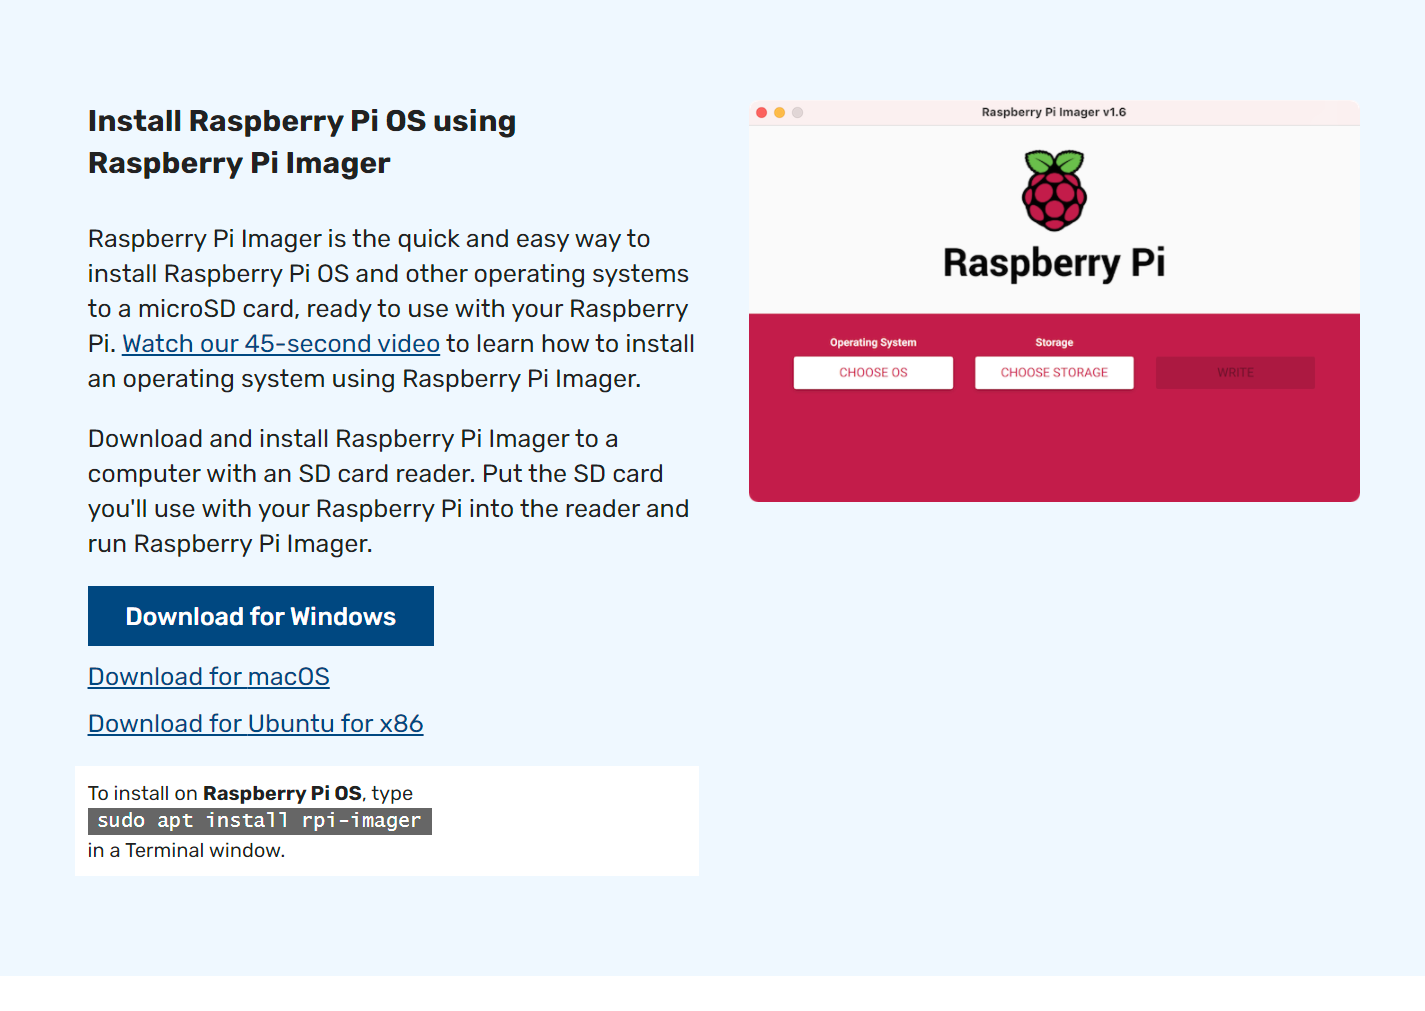 Install Raspberry Pi OS using
Raspberry Pi Imager
Raspberry Pi Imager is the quick and easy way to
install Raspberry Pi OS and other operating systems
to a microSD card, ready to use with your Raspberry
Pi. Watch our 45-second video to learn how to install
an operating system using Raspberry Pi Imager.
Download and install Raspberry Pi Imager to a
computer with an SD card reader. Put the SD card
you'll use with your Raspberry Pi into the reader and
run Raspberry Pi Imager.
Download for Windows
Download for macOS
Download for Ubuntu for x86
To install on Raspberry Pi OS, type
sudo apt install rpi-imager
in a Terminal window.
Raspberry Pi Imager v1.6
Raspberry Pi
Operating System
Storage
CHOOSE OS
CHOOSE STORAGE
WRITE